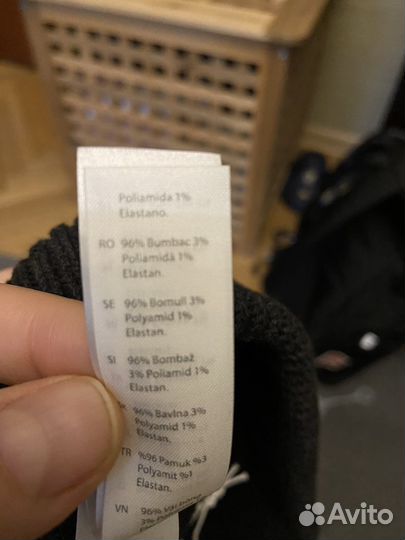 Poliamida 1%
Elastano.
RO 96% Bumbac 3%
Poliamidă 1%
Elastan.
SE 96% Bomull 3%
Polyamid 1%
Elastan.
SI 96% Bombaž
3% Poliamid 1%
Elastan.
96% Bavlna 3%
Polyamid 1%
Elastan.
TR %96 Pamuk %3
Polyamit %1
Elastan.
VN 96% Vải
3%
Avito